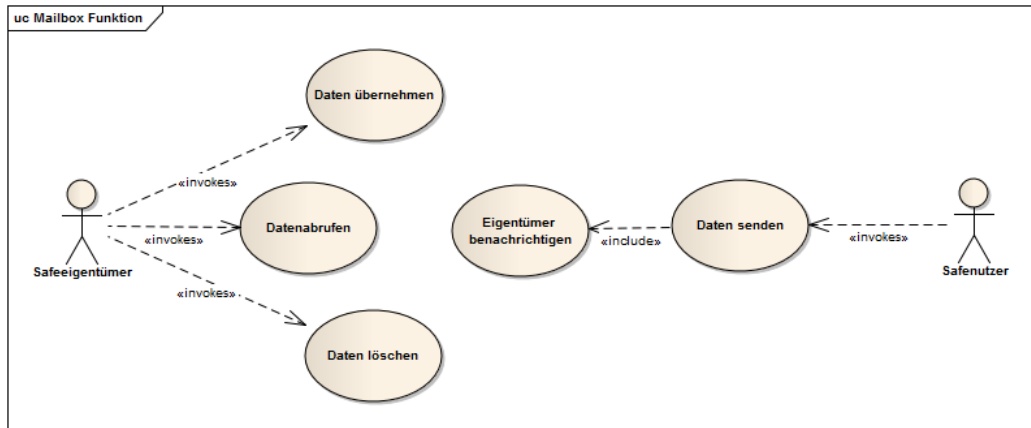 uc Mailbox Funktion
Daten übernehmen
«invokes»
Safeeigentümer
«invokes»
Datenabrufen
«invokes»
Daten löschen
Eigentümer
benachrichtigen
«include»
Daten senden
«invokes»
Safenutzer